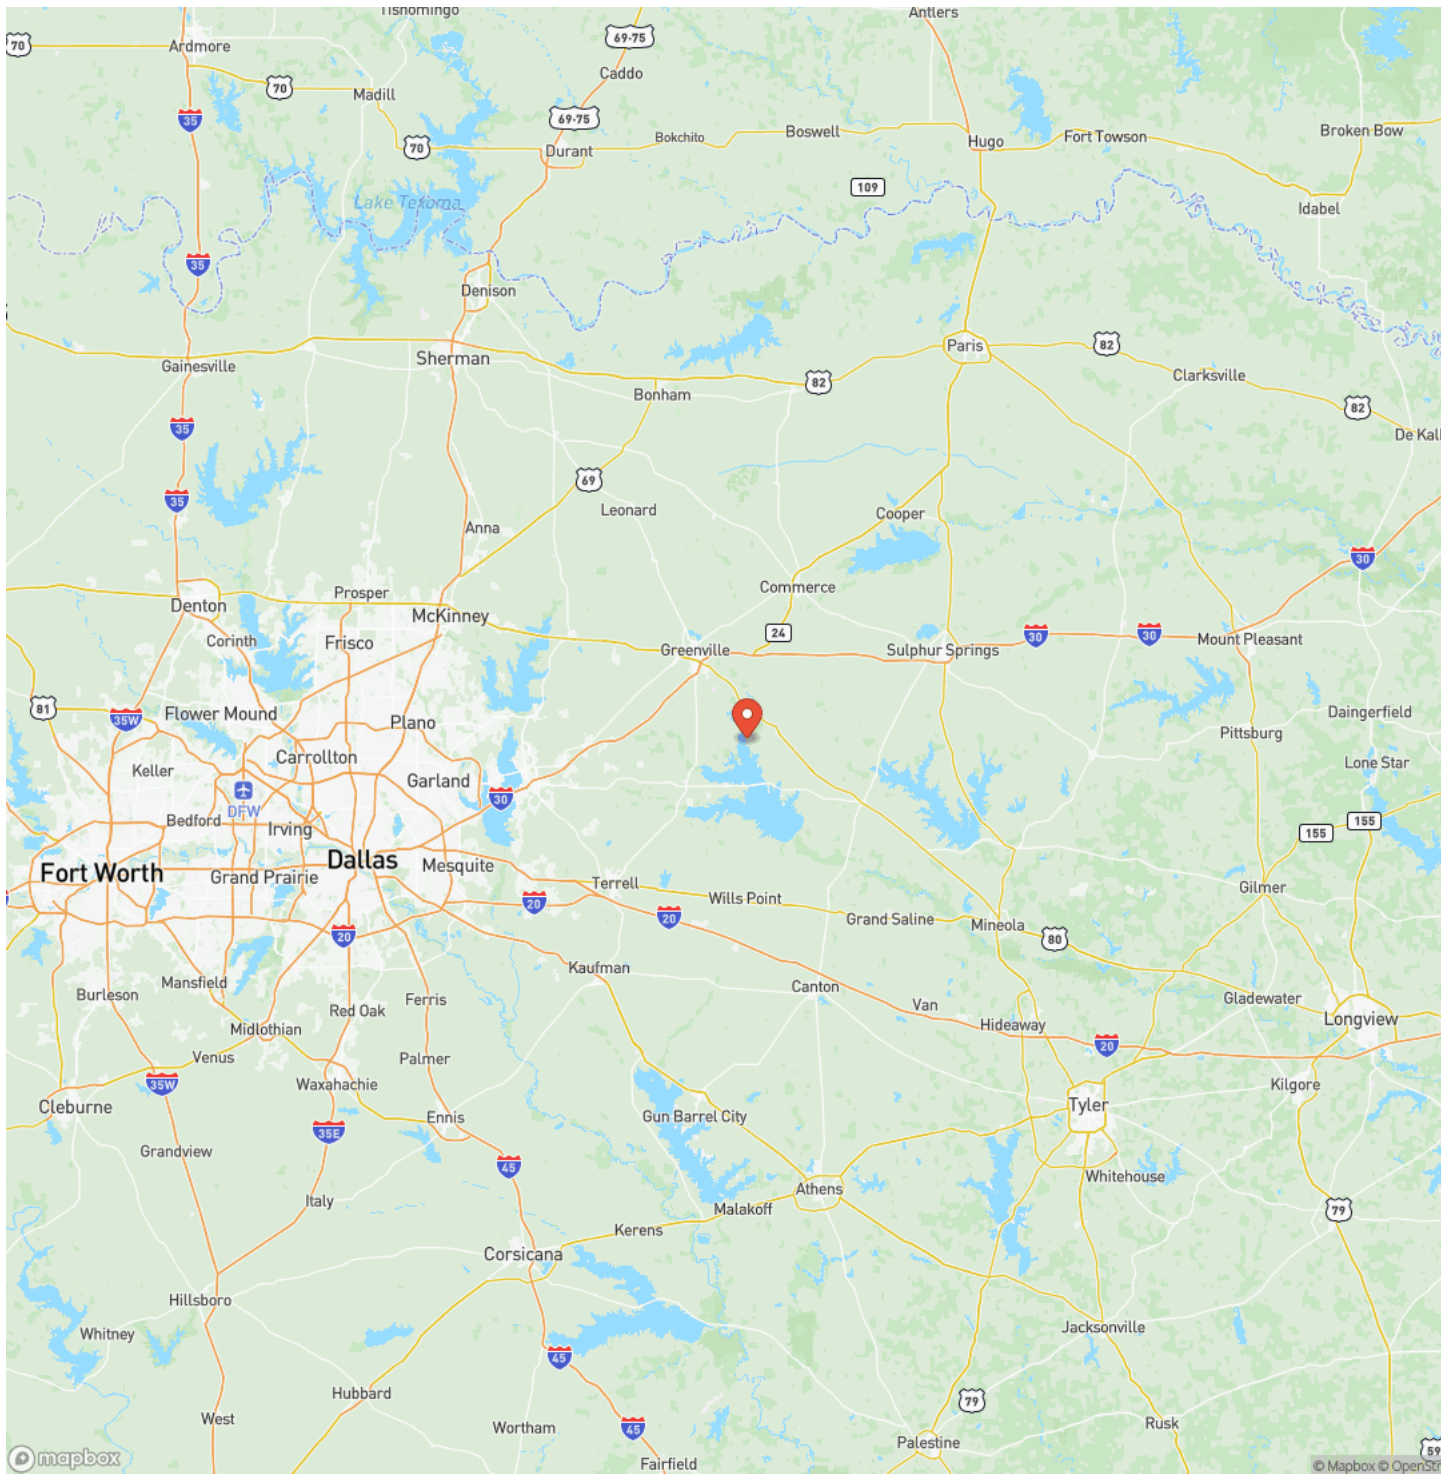 Tishomingo
Antlers
70
Ardmore
69-75
Caddo
70
Madill
35
69-75
70
Durant
Bokchito
Boswell
Hugo
Fort Towson
Broken Bow
109
Lake Texoma
Idabel
35
Denison
Gainesville
Sherman
Paris
82
82
Clarksville
Bonham
82
35
De Kal
35
69
Leonard
Cooper
Anna
30
Denton
Prosper
McKinney
Commerce
Corinth
Frisco
24
Greenville
Sulphur Springs
30
30
Mount Pleasant
81
35W
Flower Mound
Plano
Daingerfield
Pittsburg
Carrollton
Keller
Garland
Lone Star
DFW
30
Bedford
Irving
155
155
Fort Worth
Dallas
Mesquite
Grand Prairie
Terrell
Wills Point
Gilmer
20
20
Grand Saline
Mineola
20
80
Kaufman
Mansfield
Burleson
Ferris
Red Oak
Canton
Van
Gladewater
Longview
Midlothian
Hideaway
20
Venus
Palmer
35W
Waxahachie
Kilgore
Cleburne
Ennis
Gun Barrel City
Tyler
35E
Grandview
45
Whitehouse
Italy
Athens
Malakoff
79
Kerens
Corsicana
Hillsboro
Whitney
Jacksonville
45
Hubbard
79
West
Wortham
45
Rusk
Palestine
59
Fairfield
mapbox
© Mapbox © OpenStr